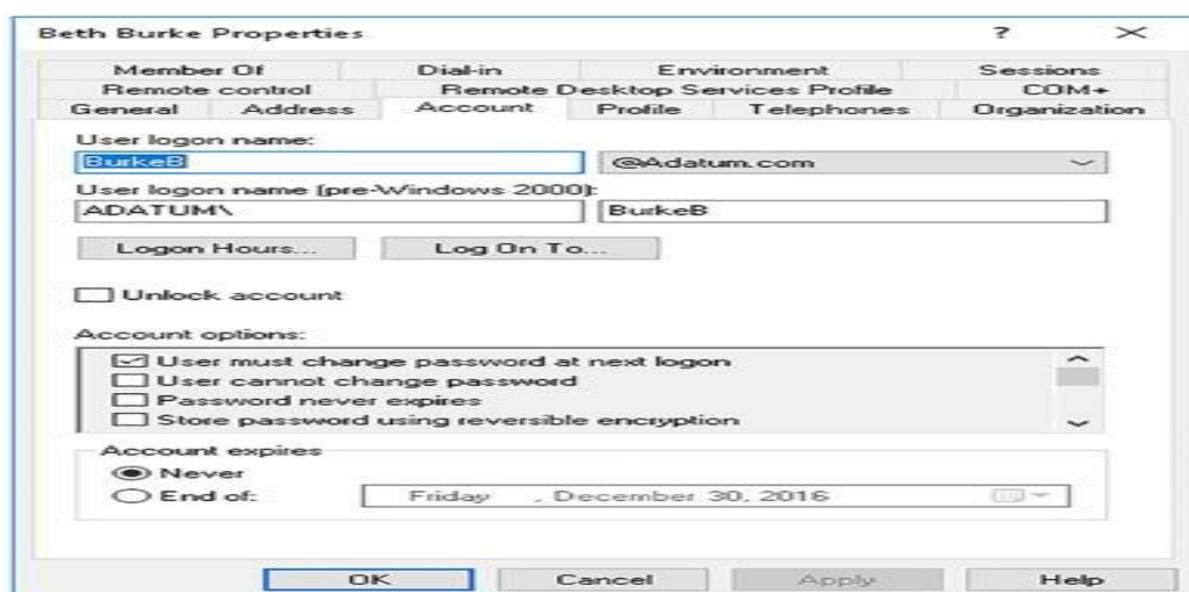 Beth Burke Properties ? ×
Member Of Dial-in Environment Sessions
Remote control Remote Desktop Services Profile COM+
General Address Account Profile Telephones Organization
User logon name:
BurkeB @Adatum.com
User logon name (pre-Windows 2000):
ADATUM\ BurkeB
Logon Hours... Log On To...
Unlock account
Account options:
User must change password at next logon
User cannot change password
Password never expires
Store password using reversible encryption
Account expires
Never
End of: Friday , December 30, 2016
OK Cancel Apply Help